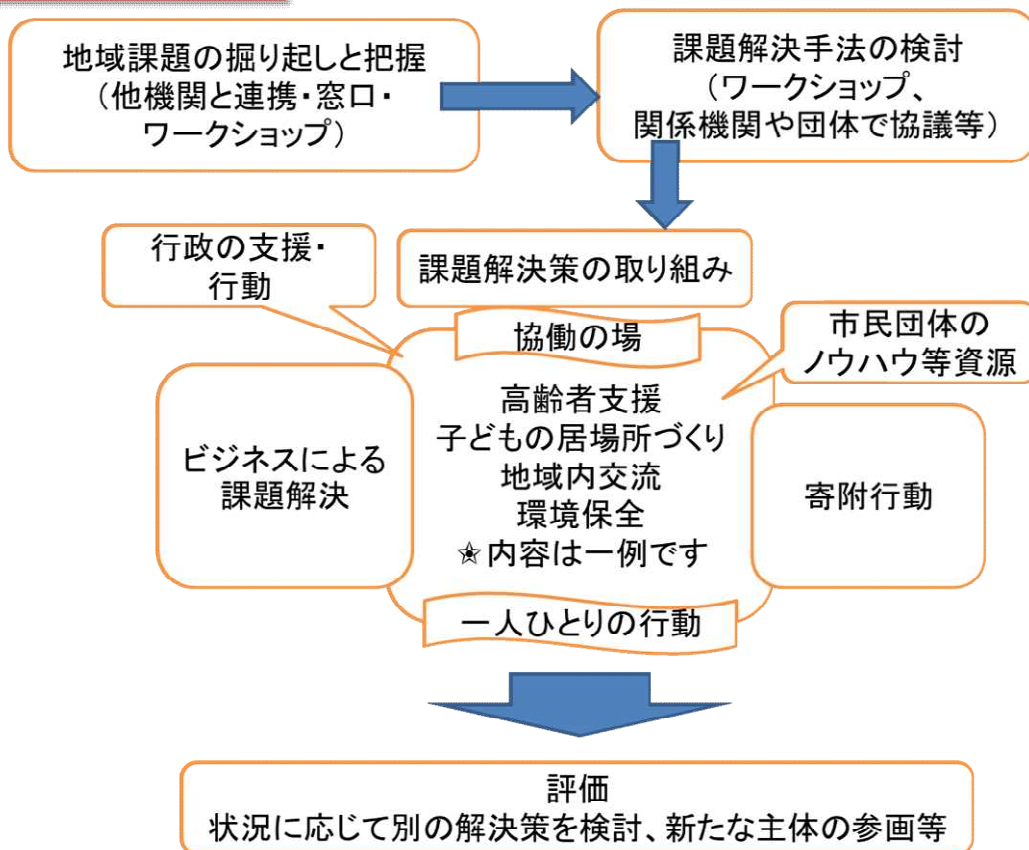 地域課題の掘り起しと把握
(他機関と連携・窓口・
ワークショップ)
課題解決手法の検討
(ワークショップ、
関係機関や団体で協議等)
行政の支援・
行動
課題解決策の取り組み
協働の場
市民団体の
ノウハウ等資源
高齢者支援
子どもの居場所づくり
地域内交流
環境保全
✭内容は一例です
ビジネスによる
課題解決
寄附行動
一人ひとりの行動
評価
状況に応じて別の解決策を検討、新たな主体の参画等